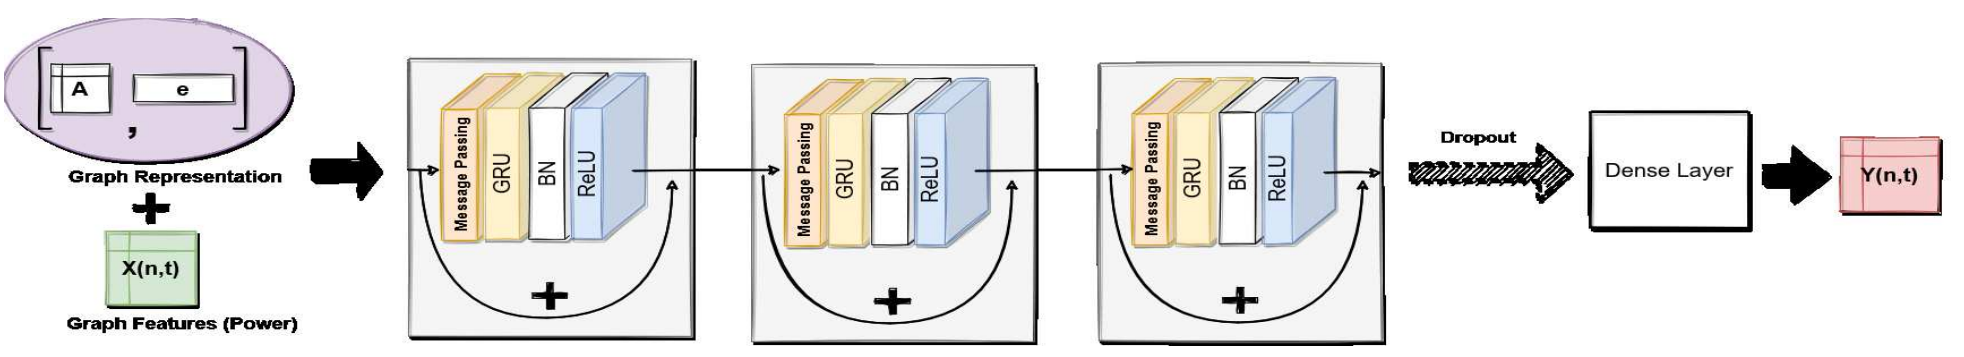 A
e
,
Graph Representation
+
X(n,t)
Graph Features (Power)
Message Passing
GRU
BN
ReLU
+
Message Passing
GRU
BN
ReLU
+
Message Passing
GRU
BN
ReLU
+
Dropout
Dense Layer
Y(n,t)